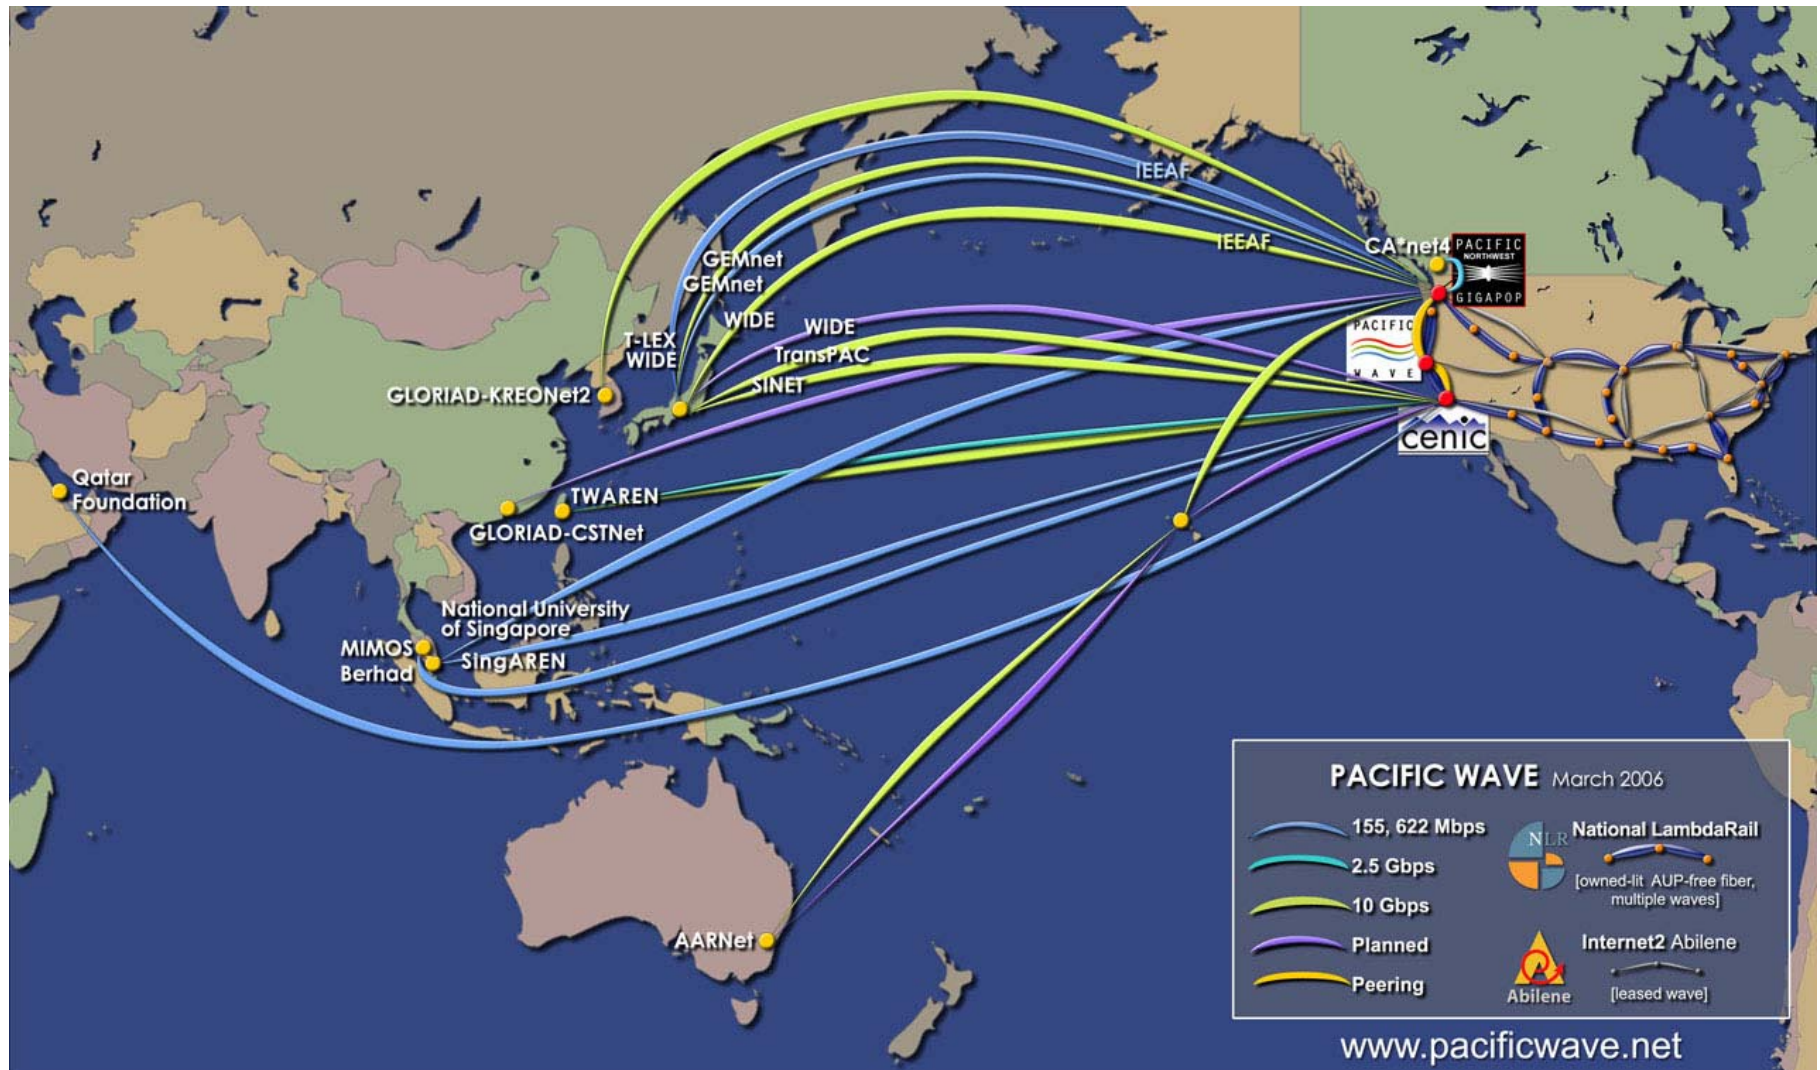 IEEAF
IEEAF
CA*net4
PACIFIC
NORTHWEST
GIGAPOP
GEMnet
GEMnet
WIDE
WIDE
T-LEX
WIDE
TransPAC
SINET
PACIFIC
WAVE
GLORIAD-KREONet2
cenic
Qatar
Foundation
TWAREN
GLORIAD-CSTNet
National University
of Singapore
MIMOS
Berhad
SingAREN
AARNet
PACIFIC WAVE March 2006
155, 622 Mbps
2.5 Gbps
10 Gbps
Planned
Peering
NLR
National LambdaRail
[owned-lit AUP-free fiber,
multiple waves]
Abilene
Internet2 Abilene
[leased wave]
www.pacificwave.net